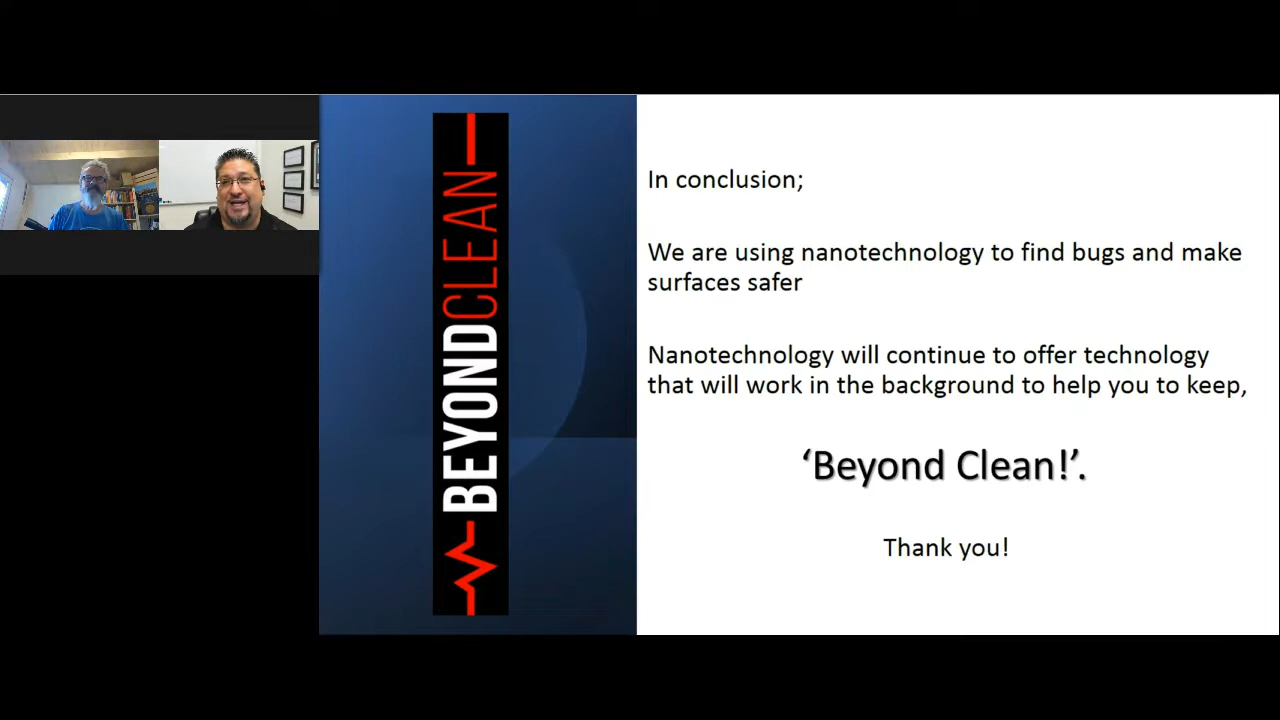 BEYONDCLEAN
In conclusion;
We are using nanotechnology to find bugs and make
surfaces safer
Nanotechnology will continue to offer technology
that will work in the background to help you to keep,
‘Beyond Clean!’.
Thank you!